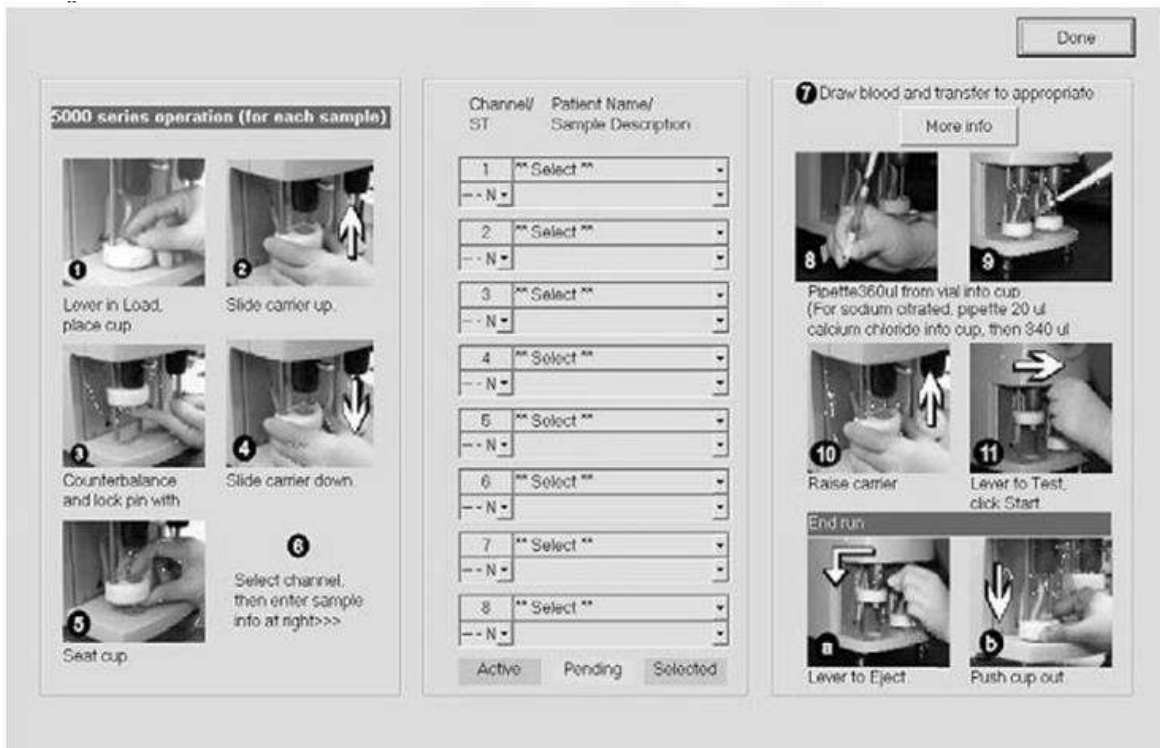 Done
5000 series operation (for each sample)
1
Lever in Load,
place cup.
2
Slide carrier up.
3
Counterbalance
and lock pin with
4
Slide carrier down.
5
Seat cup.
6
Select channel,
then enter sample
info at right>>>
Channel/ Patient Name/
ST Sample Description
1 ** Select **
--- N
2 ** Select **
--- N
3 ** Select **
--- N
4 ** Select **
--- N
5 ** Select **
--- N
6 ** Select **
--- N
7 ** Select **
--- N
8 ** Select **
--- N
Active Pending Selected
7 Draw blood and transfer to appropriate
More info
8 9
Pipette360ul from vial into cup.
(For sodium citrated, pipette 20 ul
calcium chloride into cup, then 340 ul
10
Raise carrier
11
Lever to Test,
click Start.
End run
a
Lever to Eject
b
Push cup out.